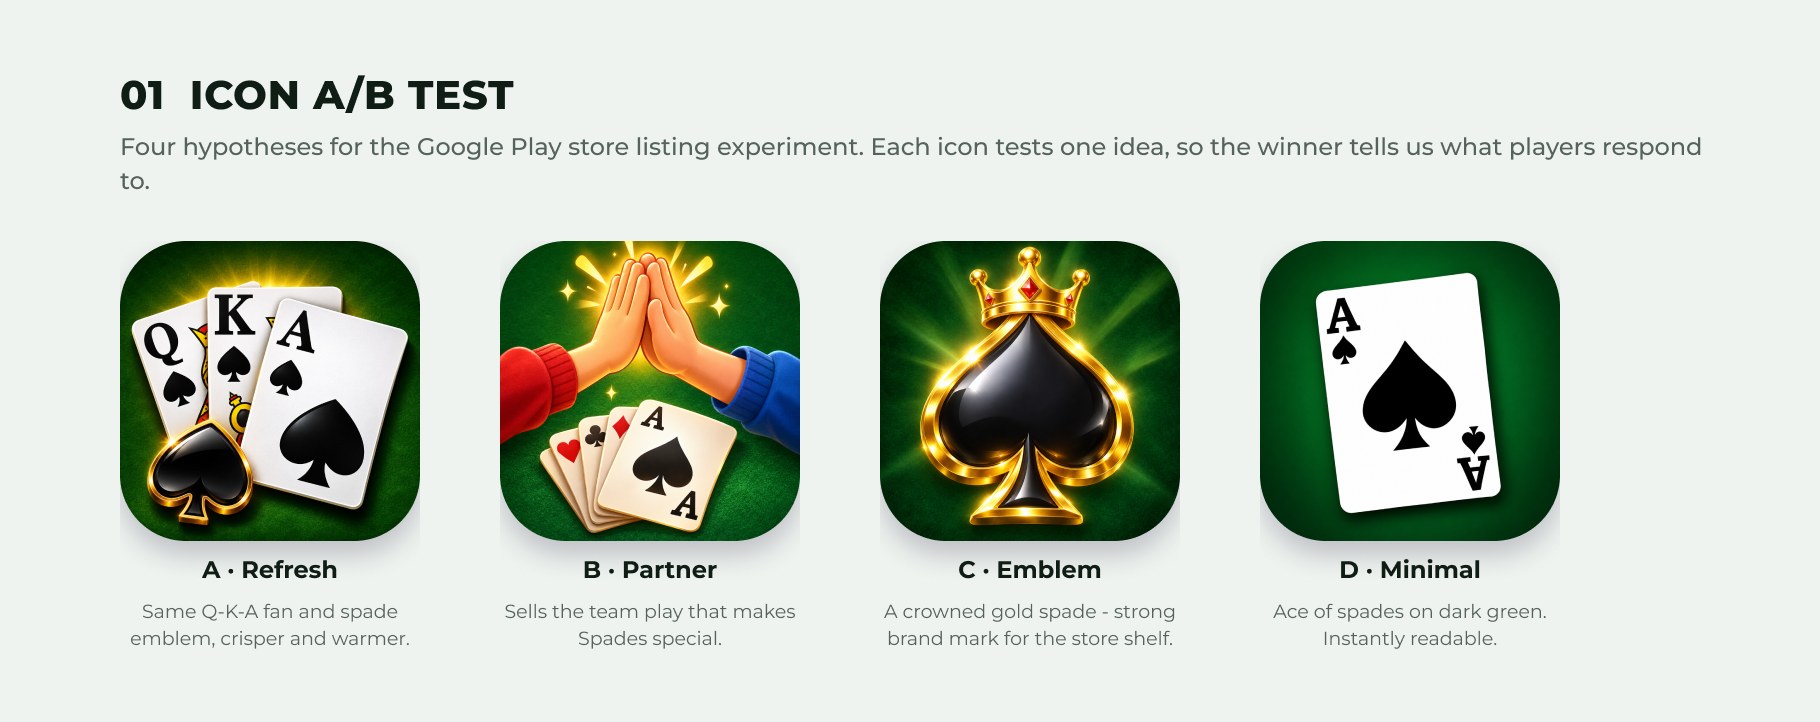 01 ICON A/B TEST
Four hypotheses for the Google Play store listing experiment. Each icon tests one idea, so the winner tells us what players respond
to.
Q K A
A
A
A
A
A · Refresh
B · Partner
C · Emblem
D · Minimal
Same Q-K-A fan and spade
emblem, crisper and warmer.
Sells the team play that makes
Spades special.
A crowned gold spade - strong
brand mark for the store shelf.
Ace of spades on dark green.
Instantly readable.